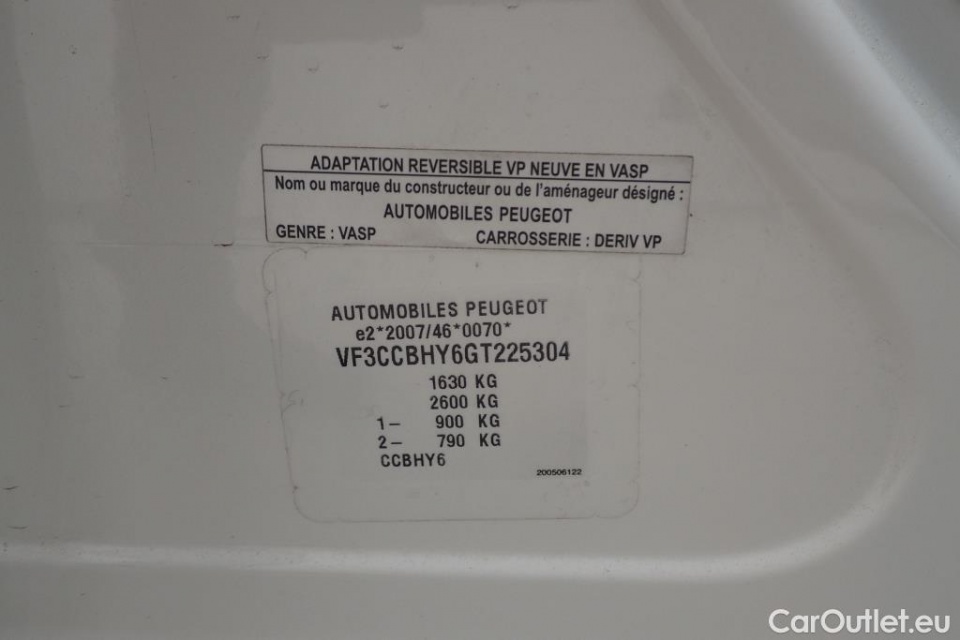 ADAPTATION REVERSIBLE VP NEUVE EN VASP
Nom ou marque du constructeur ou de l'aménageur désigné :
AUTOMOBILES PEUGEOT
GENRE : VASP CARROSSERIE : DERIV VP
AUTOMOBILES PEUGEOT
e2*2007/46*0070*
VF3CCBHY6GT225304
1630 KG
2600 KG
1– 900 KG
2– 790 KG
CCBHY6
200506122
CarOutlet.eu